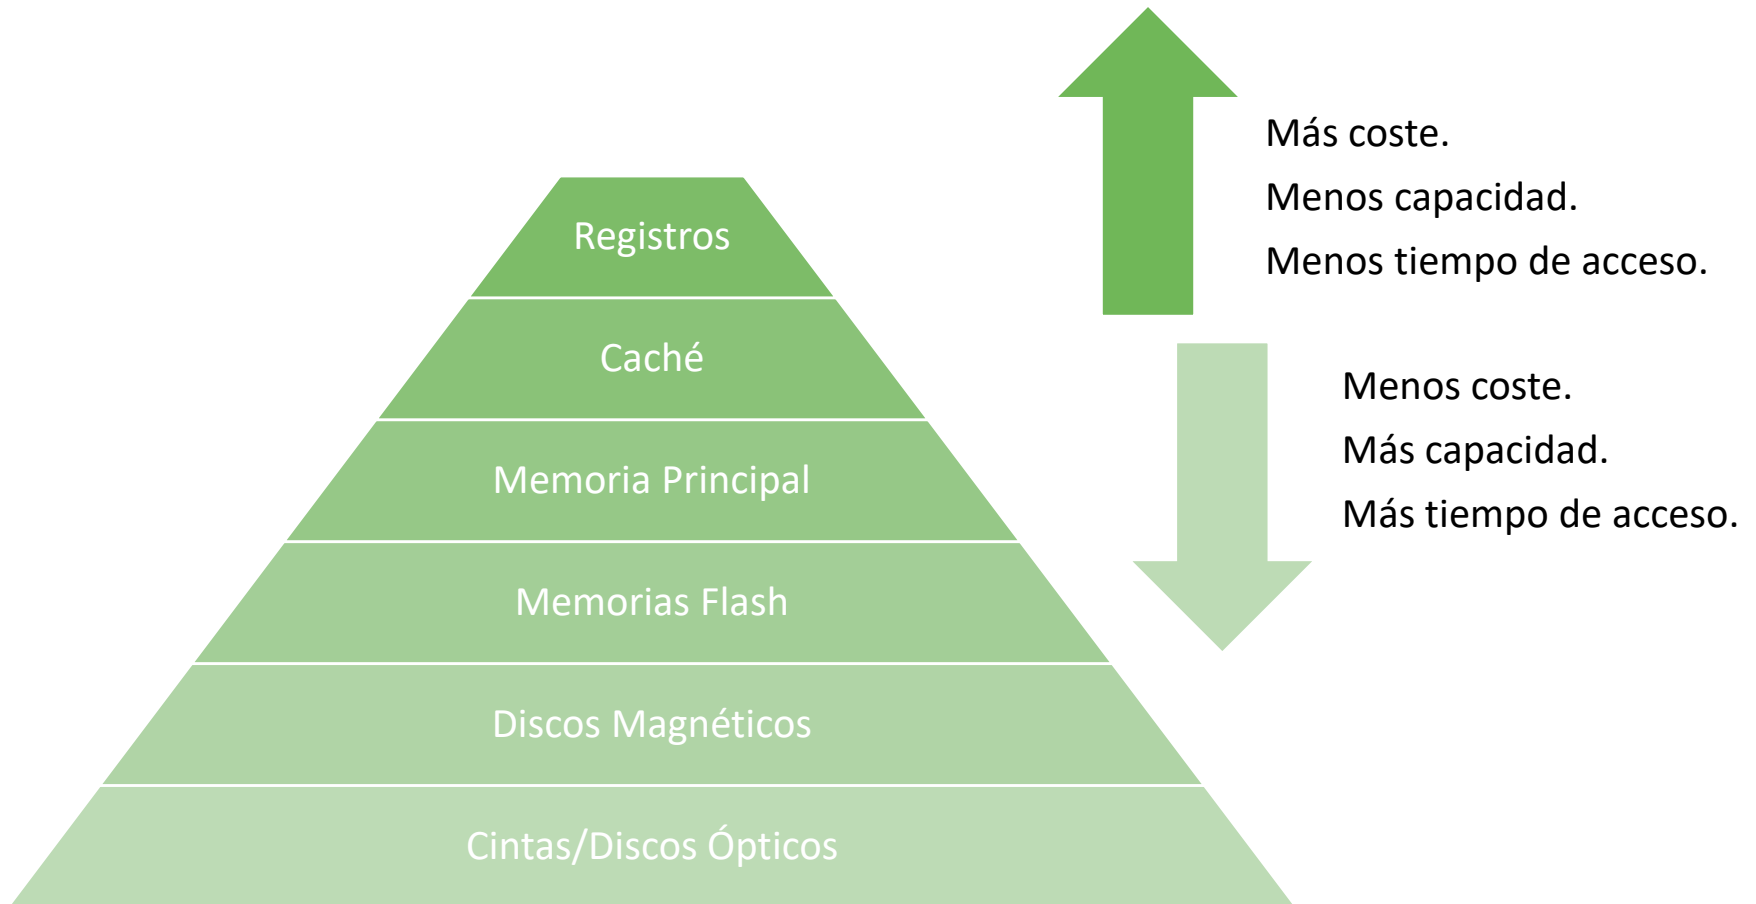 Registros
Caché
Memoria Principal
Memorias Flash
Discos Magnéticos
Cintas/Discos Ópticos
Más coste.
Menos capacidad.
Menos tiempo de acceso.
Menos coste.
Más capacidad.
Más tiempo de acceso.